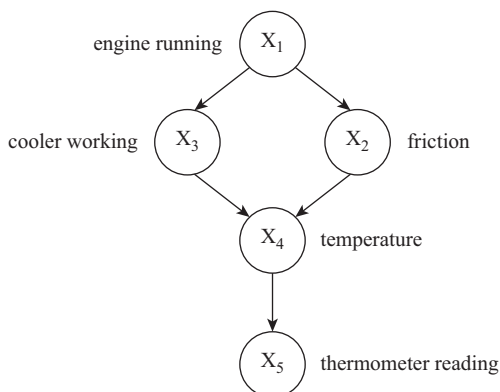 engine running X₁
cooler working X₃ X₂ friction
X₄ temperature
X₅ thermometer reading